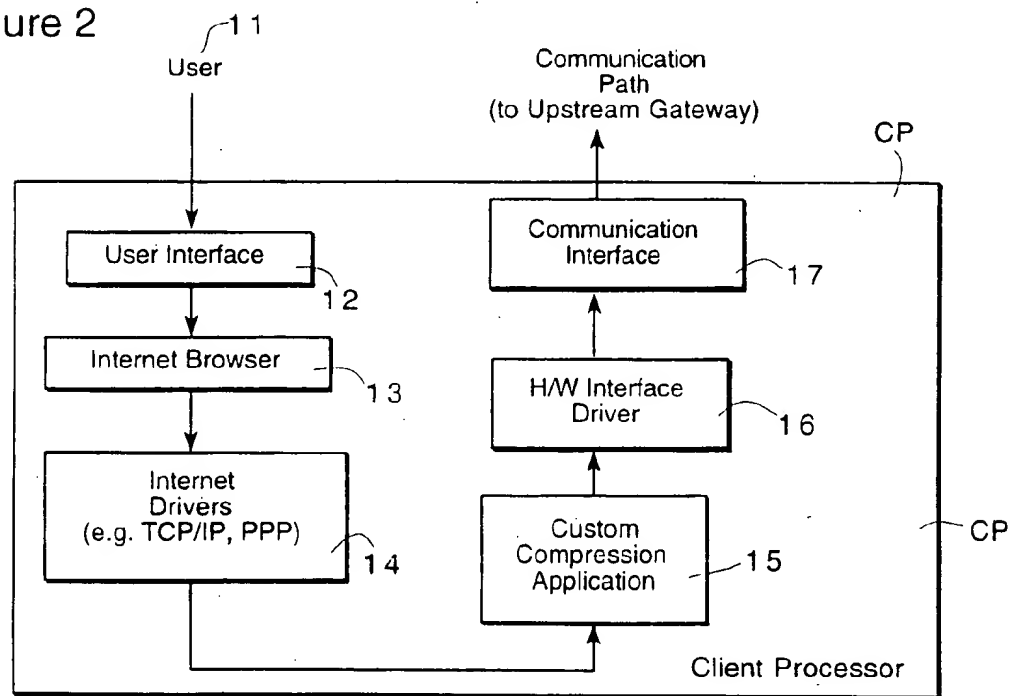 ure 2
11
User
Communication
Path
(to Upstream Gateway)
CP
User Interface
12
Internet Browser
13
Internet
Drivers
(e.g. TCP/IP, PPP)
14
Communication
Interface
17
H/W Interface
Driver
16
Custom
Compression
Application
15
CP
Client Processor